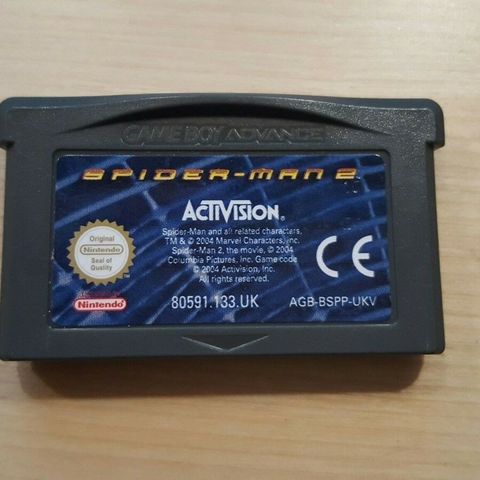 GAME BOY ADVANCE
SPIDER-MAN 2
ACTIVISION®
Spider-Man and all related characters,
TM & © 2004 Marvel Characters, Inc.
Spider-Man 2, the movie, © 2004
Columbia Pictures, Inc. Game code
© 2004 Activision, Inc.
All rights reserved.
Original
Nintendo
Seal of
Quality
CE
Nintendo
80591.133.UK
AGB-BSPP-UKV